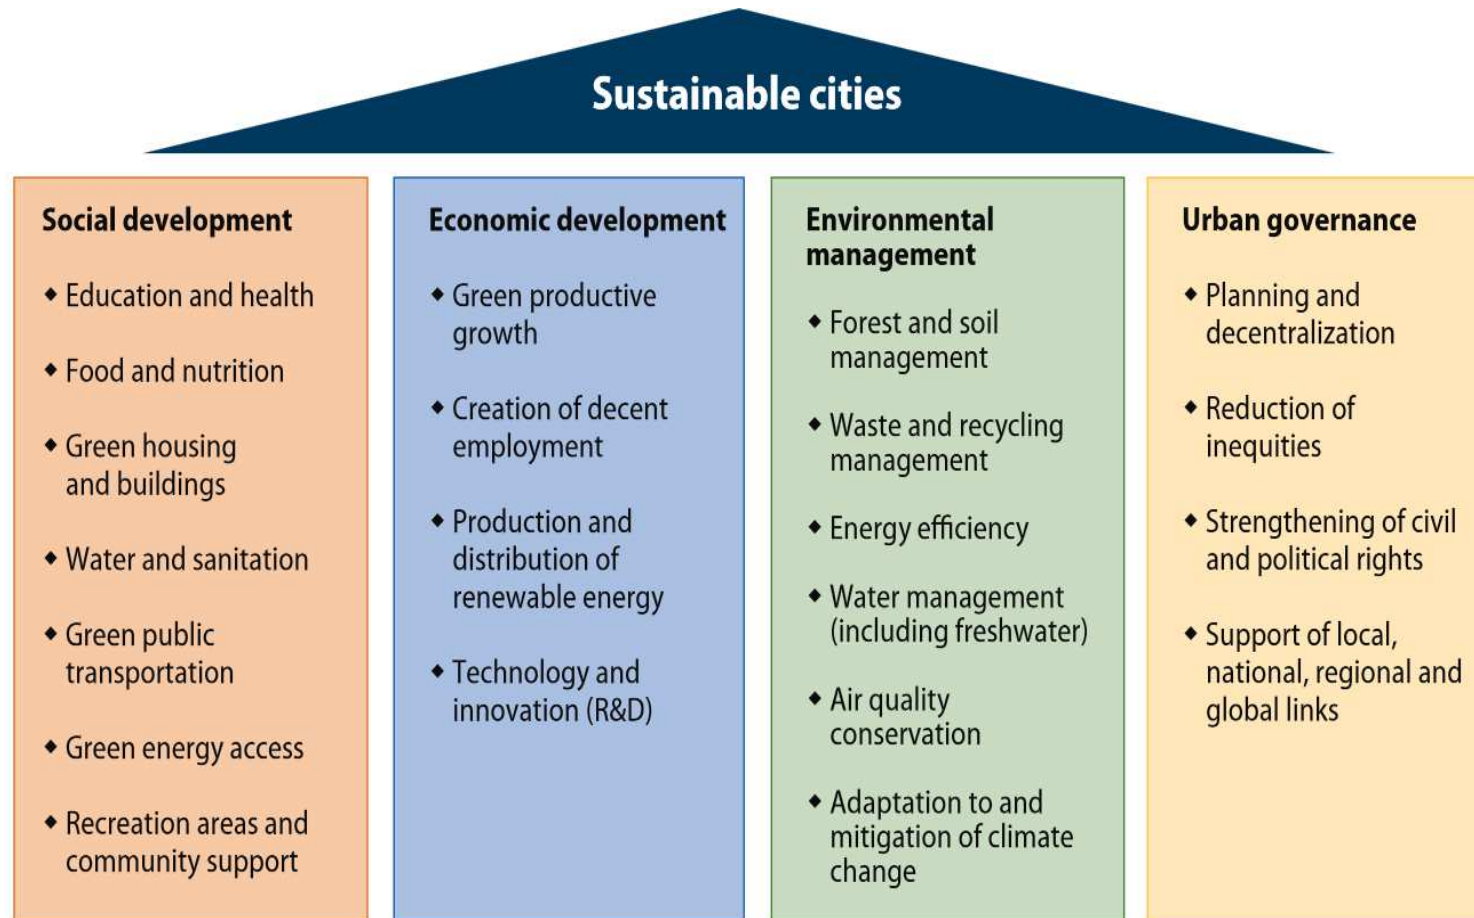 Sustainable cities
Social development
◆ Education and health
◆ Food and nutrition
◆ Green housing
and buildings
◆ Water and sanitation
◆ Green public
transportation
◆ Green energy access
◆ Recreation areas and
community support
Economic development
◆ Green productive
growth
◆ Creation of decent
employment
◆ Production and
distribution of
renewable energy
◆ Technology and
innovation (R&D)
Environmental
management
◆ Forest and soil
management
◆ Waste and recycling
management
◆ Energy efficiency
◆ Water management
(including freshwater)
◆ Air quality
conservation
◆ Adaptation to and
mitigation of climate
change
Urban governance
◆ Planning and
decentralization
◆ Reduction of
inequities
◆ Strengthening of civil
and political rights
◆ Support of local,
national, regional and
global links